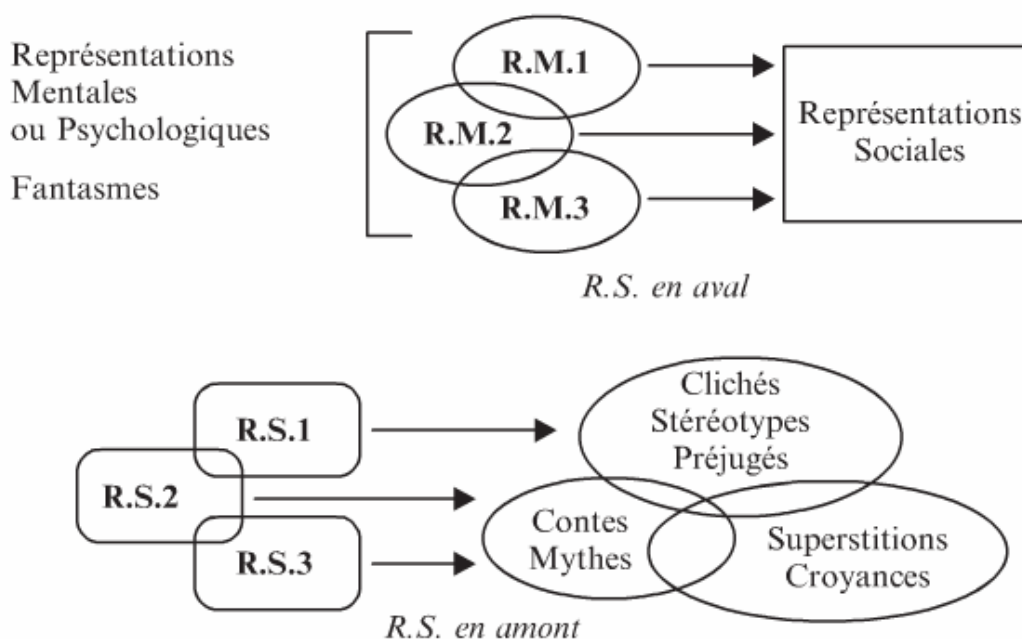 Représentations
Mentales
ou Psychologiques
Fantasmes
R.M.1
R.M.2
R.M.3
Représentations
Sociales
R.S. en aval
R.S.1
R.S.2
R.S.3
Clichés
Stéréotypes
Préjugés
Contes
Mythes
Superstitions
Croyances
R.S. en amont